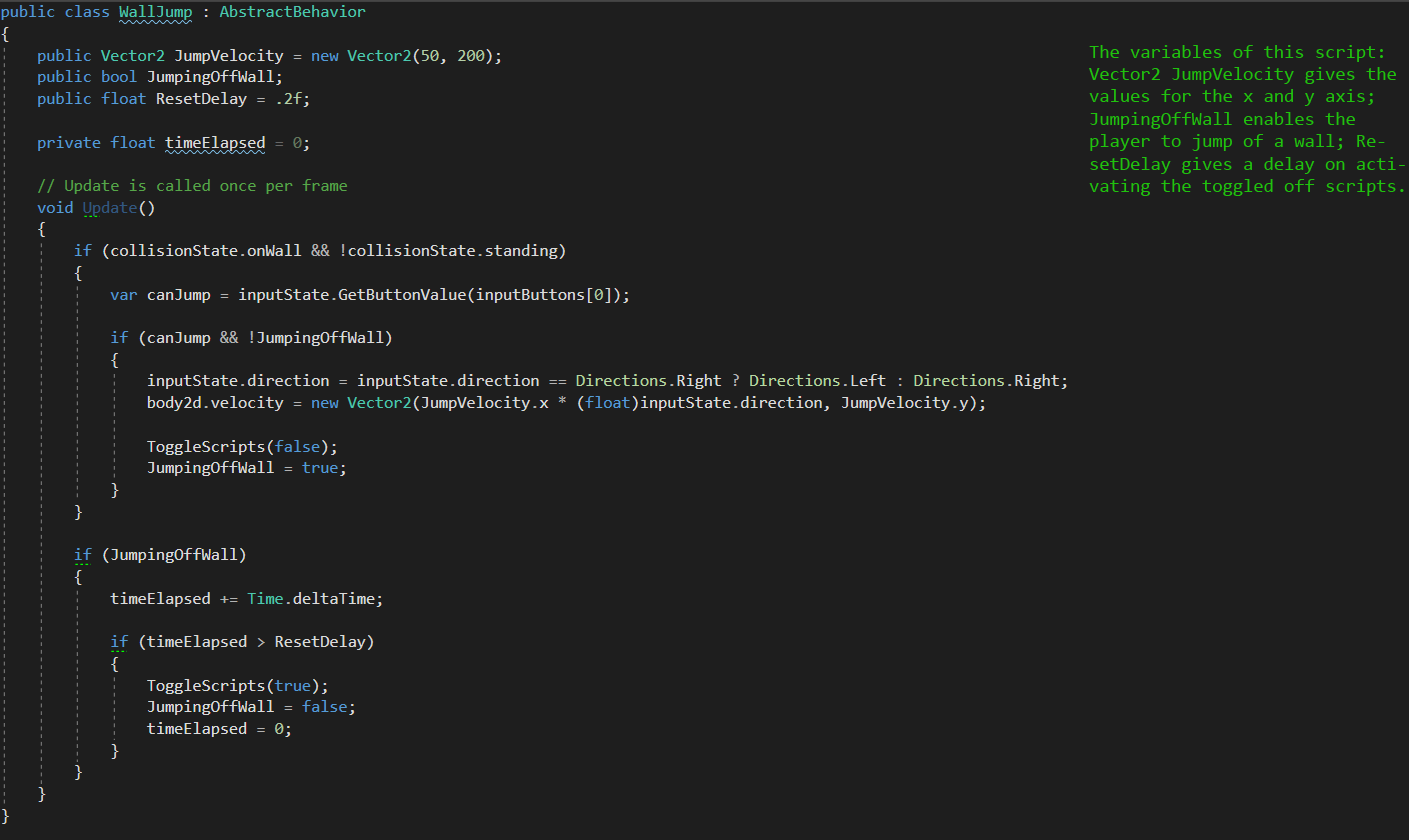 public class WallJump : AbstractBehavior
{
    public Vector2 JumpVelocity = new Vector2(50, 200);
    public bool JumpingOffWall;
    public float ResetDelay = .2f;

    private float timeElapsed = 0;

    // Update is called once per frame
    void Update()
    {
        if (collisionState.onWall && !collisionState.standing)
        {
            var canJump = inputState.GetButtonValue(inputButtons[0]);

            if (canJump && !JumpingOffWall)
            {
                inputState.direction = inputState.direction == Directions.Right ? Directions.Left : Directions.Right;
                body2d.velocity = new Vector2(JumpVelocity.x * (float)inputState.direction, JumpVelocity.y);

                ToggleScripts(false);
                JumpingOffWall = true;
            }
        }

        if (JumpingOffWall)
        {
            timeElapsed += Time.deltaTime;

            if (timeElapsed > ResetDelay)
            {
                ToggleScripts(true);
                JumpingOffWall = false;
                timeElapsed = 0;
            }
        }
    }
}
The variables of this script:
Vector2 JumpVelocity gives the
values for the x and y axis;
JumpingOffWall enables the
player to jump of a wall; Re-
setDelay gives a delay on acti-
vating the toggled off scripts.